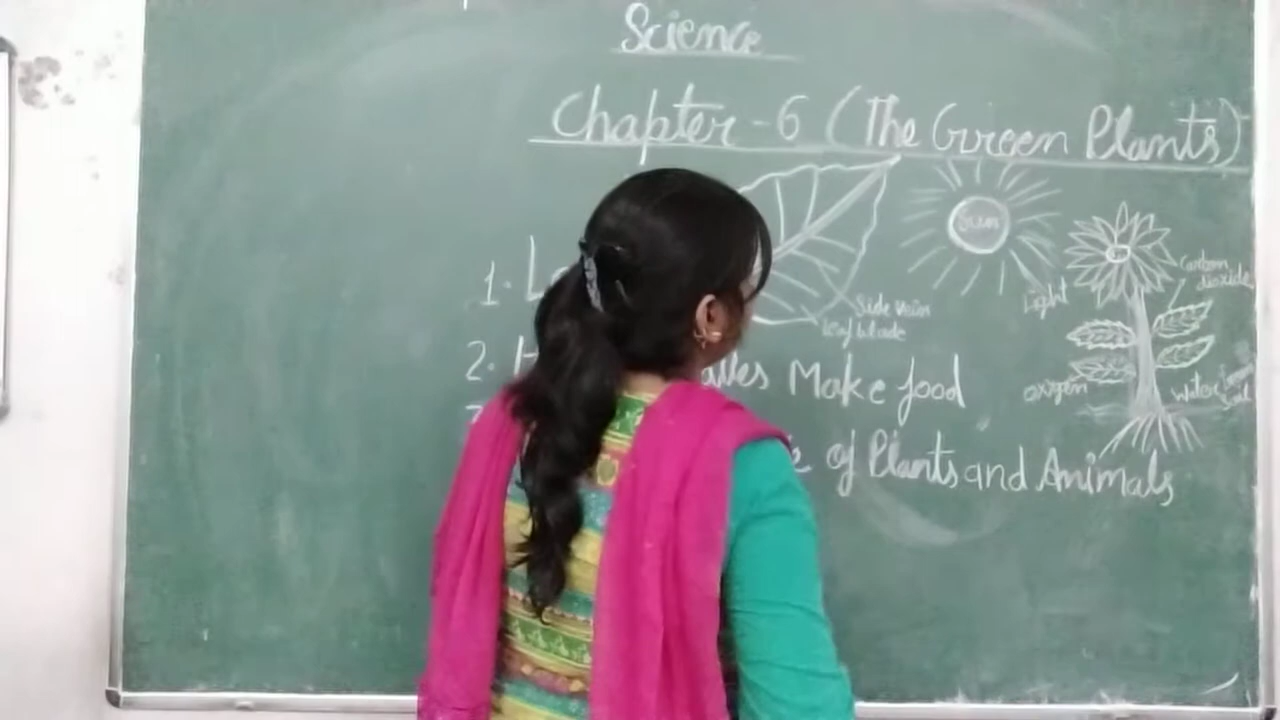 Science
Chapter - 6 (The Green Plants)
Sun
Light
Carbon
dioxide
Side vein
leaf blade
oxygen
Water
1.
2. Make food
of Plants and Animals